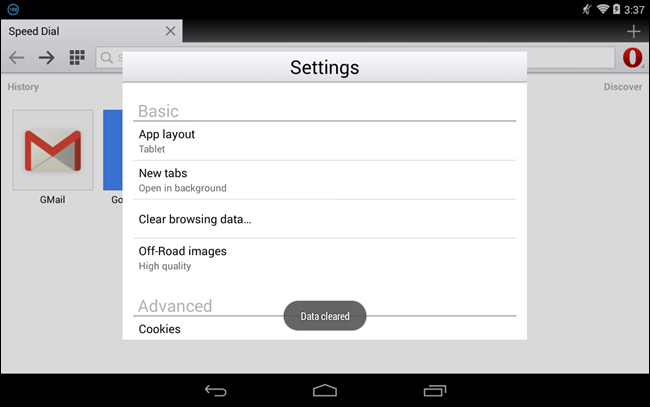 100
3:37
Speed Dial
S
Settings
History
Discover
Basic
App layout
Tablet
New tabs
Open in background
GMail
Go
Clear browsing data...
Off-Road images
High quality
Advanced
Data cleared
Cookies